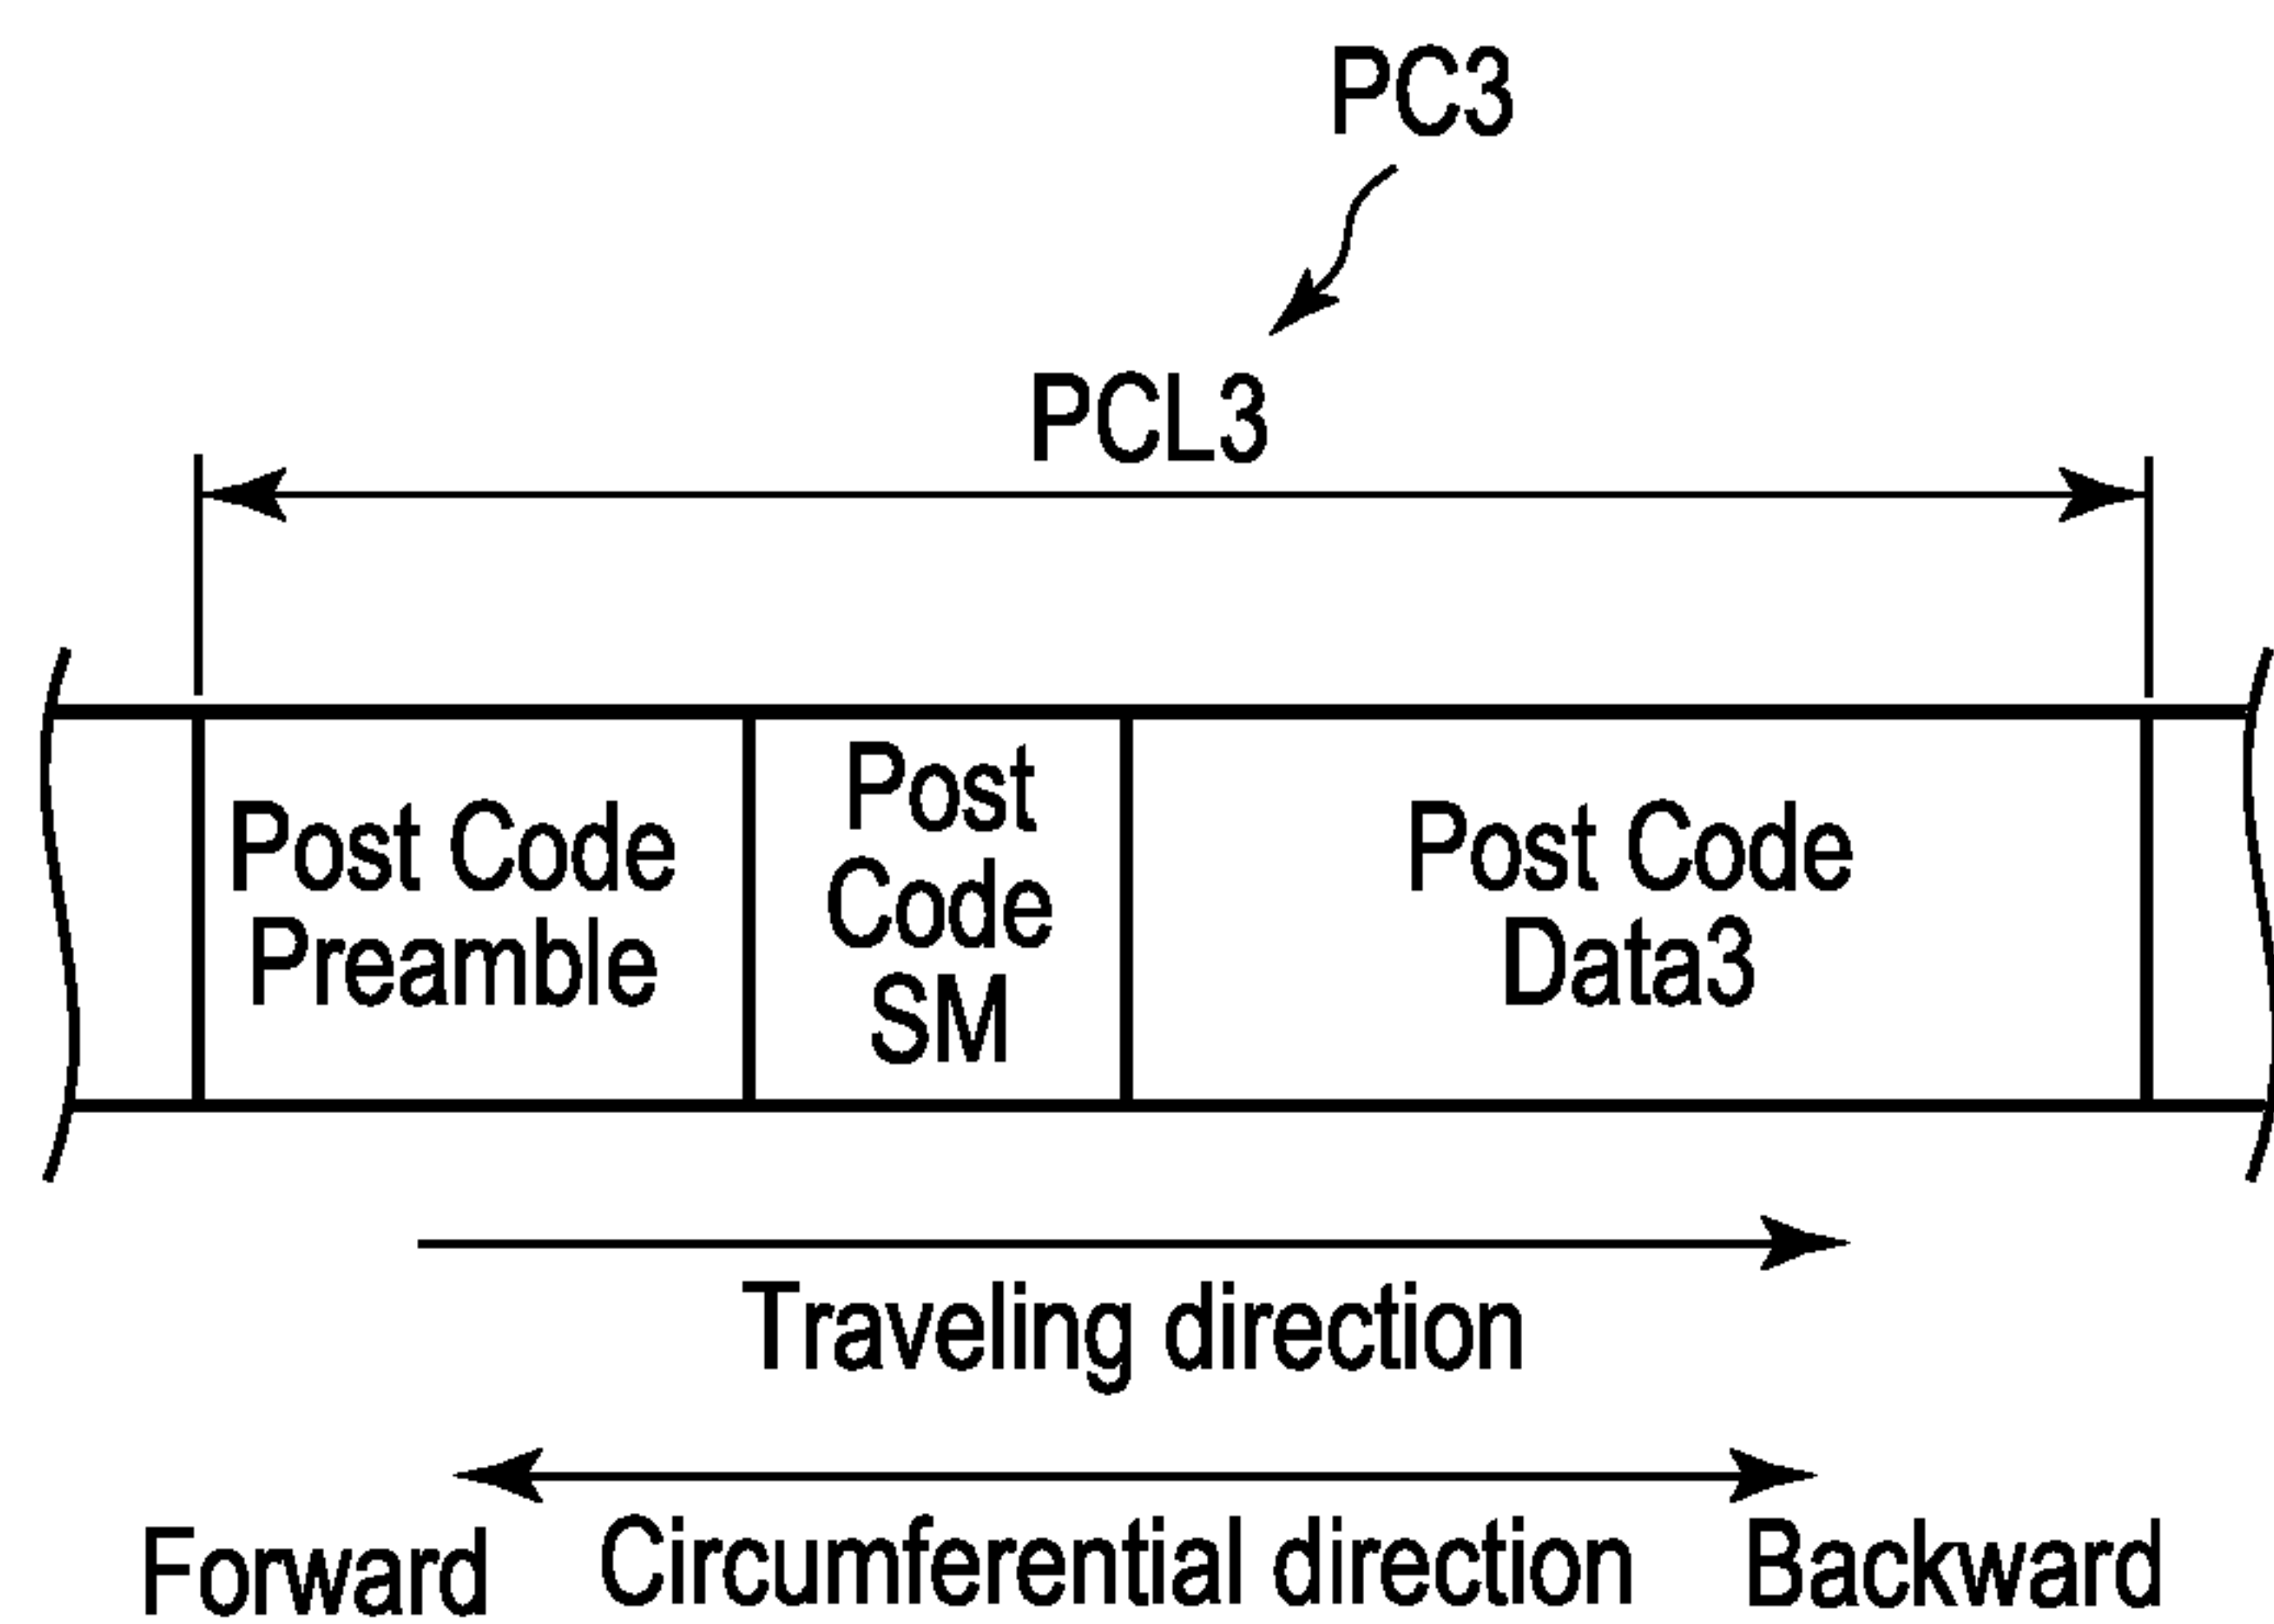 PC3
PCL3
Post Code
Preamble
Post
Code
SM
Post Code
Data3
Traveling direction
Forward
Circumferential direction
Backward